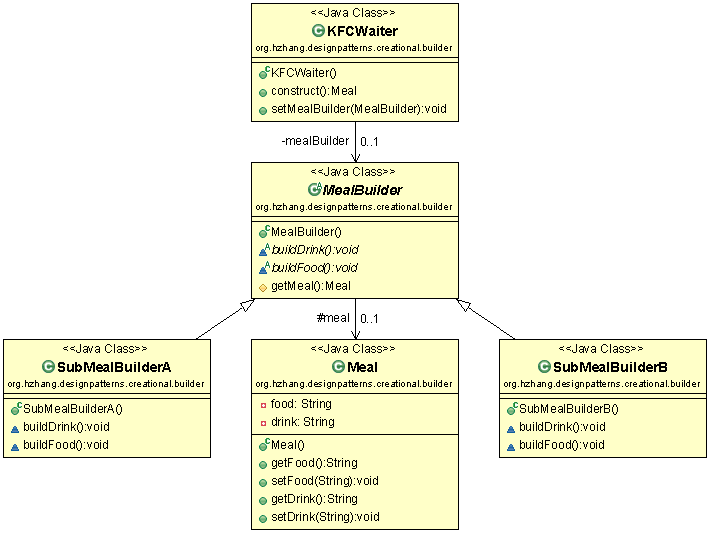 <<Java Class>>
KFCWaiter
org.hzhang.designpatterns.creational.builder
KFCWaiter()
construct():Meal
setMealBuilder(MealBuilder):void
-mealBuilder 0..1
<<Java Class>>
MealBuilder
org.hzhang.designpatterns.creational.builder
MealBuilder()
buildDrink():void
buildFood():void
getMeal():Meal
#meal 0..1
<<Java Class>>
SubMealBuilderA
org.hzhang.designpatterns.creational.builder
SubMealBuilderA()
buildDrink():void
buildFood():void
<<Java Class>>
Meal
org.hzhang.designpatterns.creational.builder
food: String
drink: String
Meal()
getFood():String
setFood(String):void
getDrink():String
setDrink(String):void
<<Java Class>>
SubMealBuilderB
org.hzhang.designpatterns.creational.builder
SubMealBuilderB()
buildDrink():void
buildFood():void